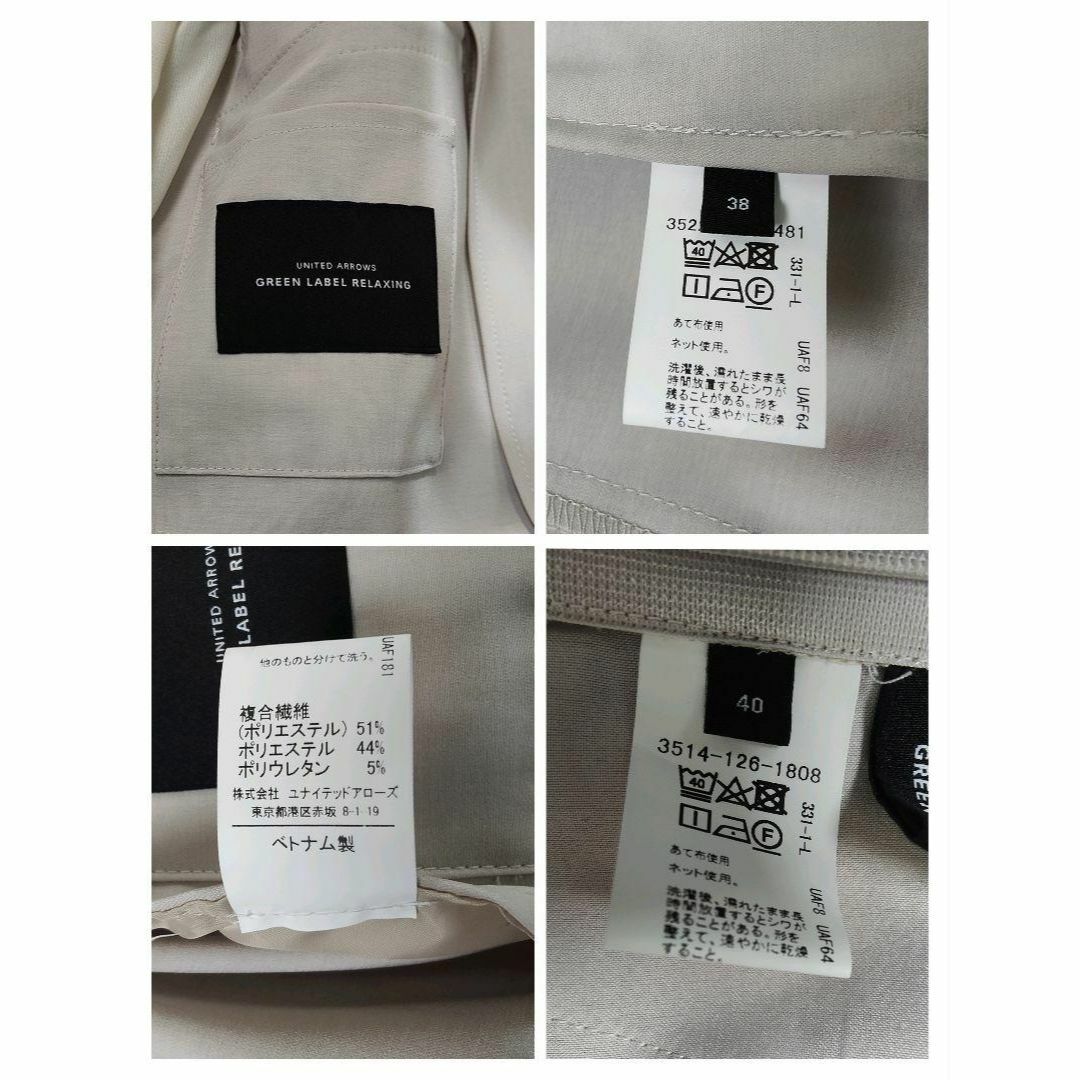 UNITED ARROWS
GREEN LABEL RELAXING
38
352 481
40
F
331-I-L
あて布使用
ネット使用。
洗濯後、濡れたまま長
時間放置するとシワが
残ることがある。形を
整えて、速やかに乾燥
すること。
UAF8 UAF64
UNITED ARROW
LABEL RE
UAF181
他のものと分けて洗う。
複合繊維
(ポリエステル) 51%
ポリエステル 44%
ポリウレタン 5%
株式会社 ユナイテッドアローズ
東京都港区赤坂 8-1-19
ベトナム製
40
3514-126-1808
40
F
331-I-L
あて布使用
ネット使用。
洗濯後、濡れたまま長
時間放置するとシワが
残ることがある。形を
整えて、速やかに乾燥
すること。
UAF8 UAF64
GREEN